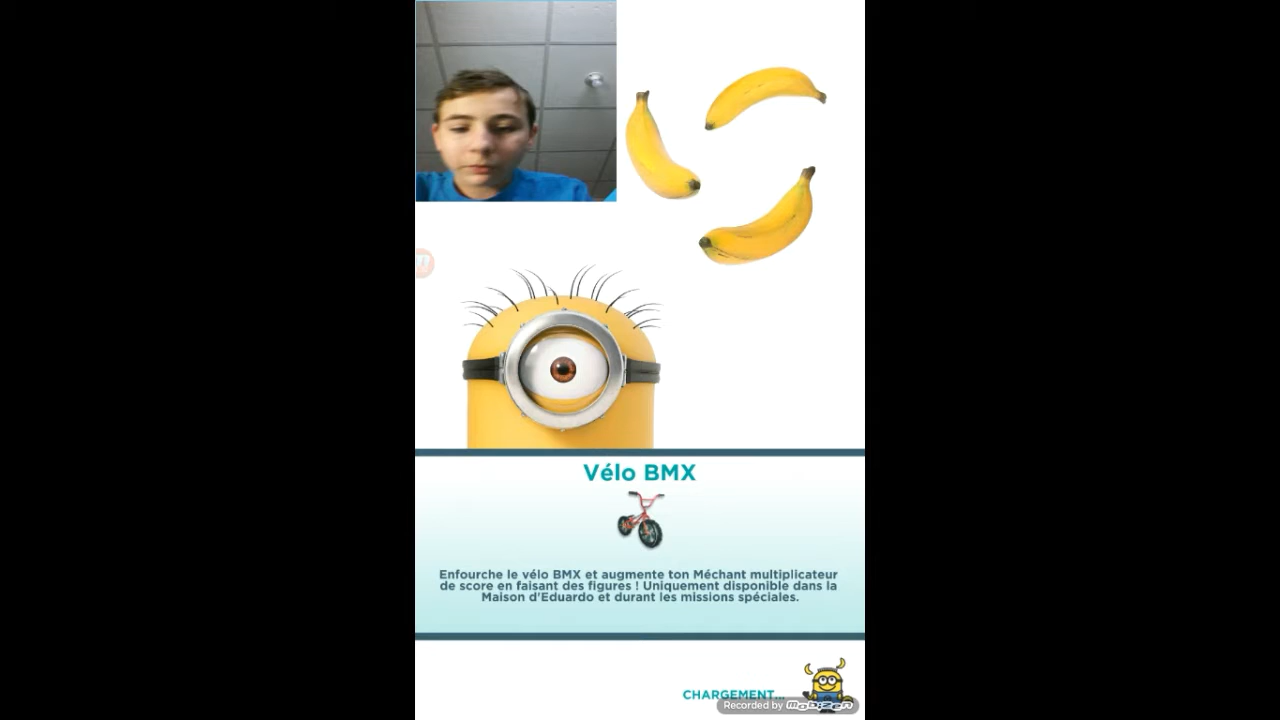 Vélo BMX
Enfourche le vélo BMX et augmente ton Méchant multiplicateur
de score en faisant des figures ! Uniquement disponible dans la
Maison d'Eduardo et durant les missions spéciales.
CHARGEMENT...
Recorded by mobizen